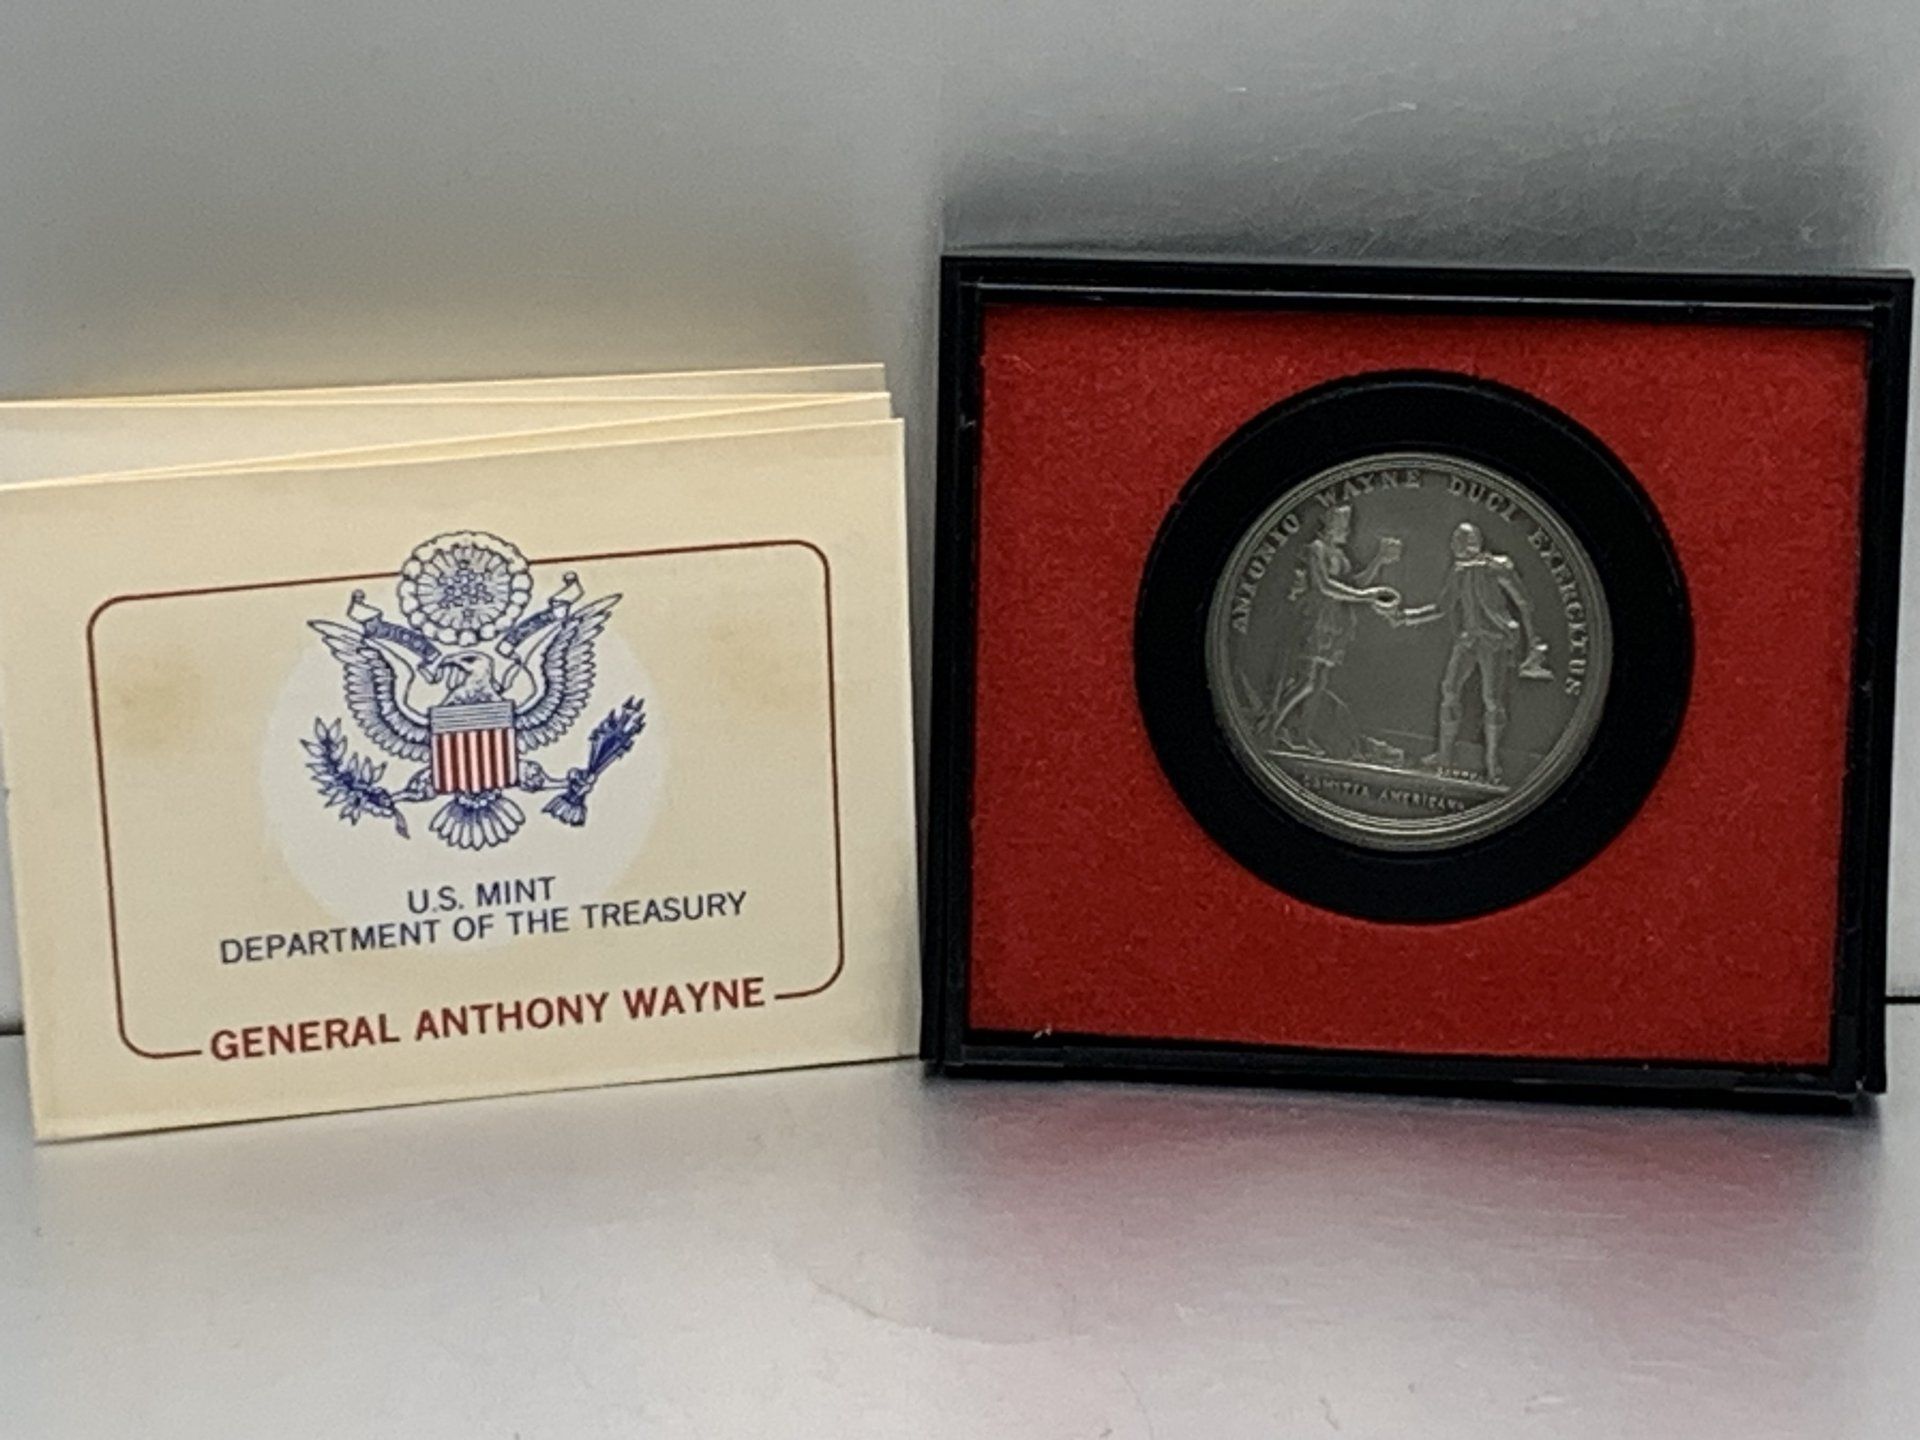 U.S. MINT
DEPARTMENT OF THE TREASURY
GENERAL ANTHONY WAYNE
ANTONIO WAYNE DUCI EXERCITUS
COMITIA AMERICANA